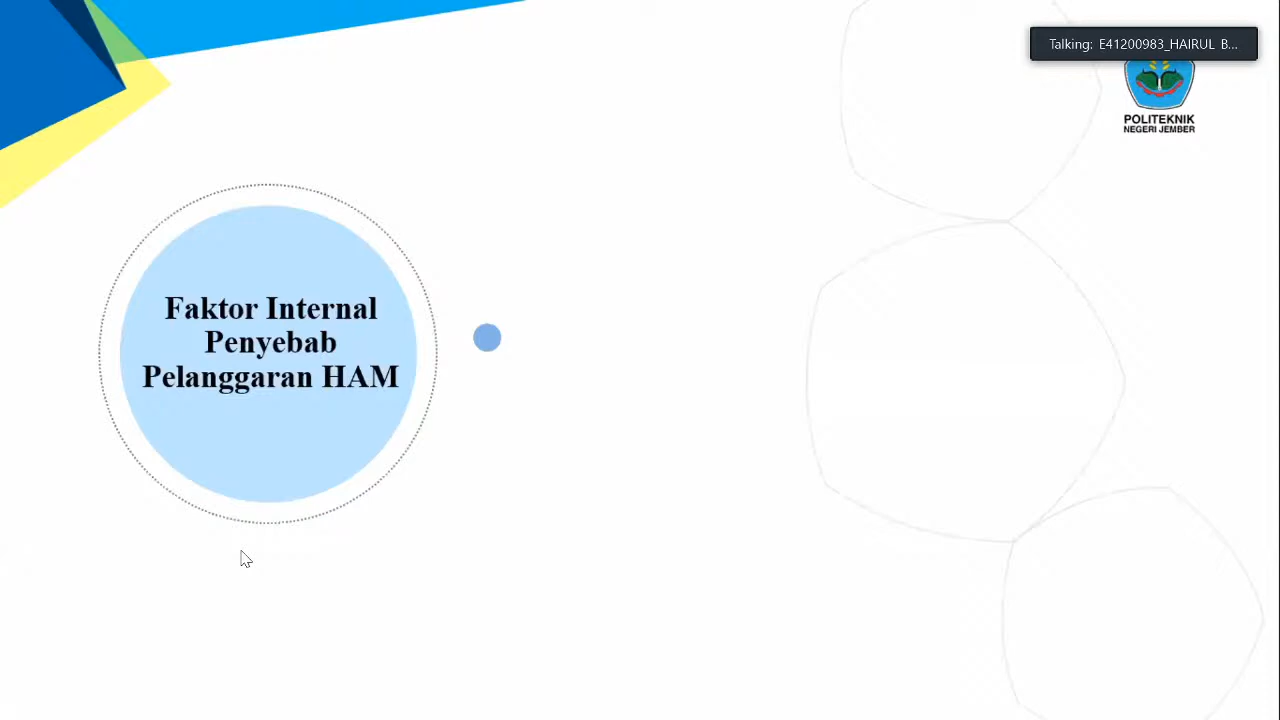 Talking: E41200983_HAIRUL B...
POLITEKNIK
NEGERI JEMBER
Faktor Internal
Penyebab
Pelanggaran HAM